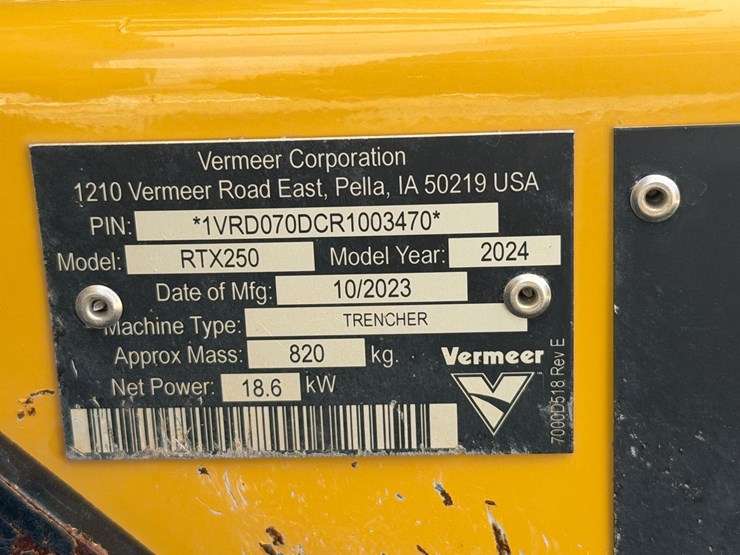 Vermeer Corporation
1210 Vermeer Road East, Pella, IA 50219 USA
PIN: *1VRD070DCR1003470*
Model: RTX250 Model Year: 2024
Date of Mfg: 10/2023
Machine Type: TRENCHER
Approx Mass: 820 kg.
Net Power: 18.6 kW
Vermeer
7000D518 Rev E